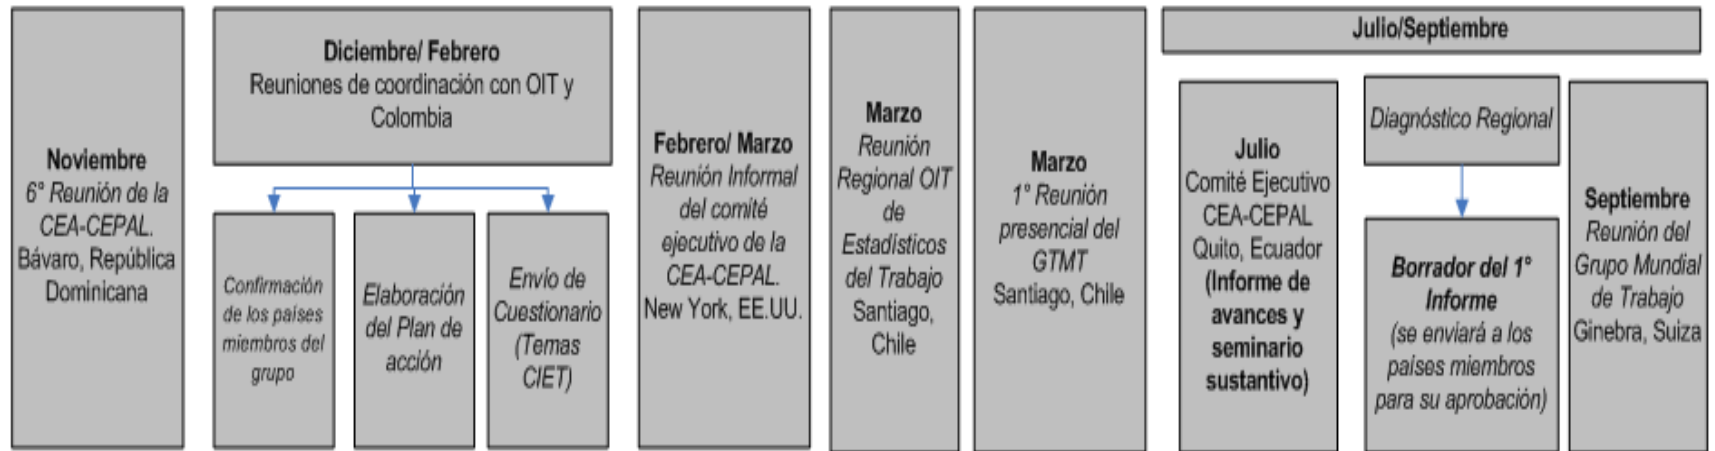 Noviembre
6° Reunión de la
CEA-CEPAL.
Bávaro, República
Dominicana
Diciembre/ Febrero
Reuniones de coordinación con OIT y
Colombia
Confirmación
de los países
miembros del
grupo
Elaboración
del Plan de
acción
Envío de
Cuestionario
(Temas
CIET)
Febrero/ Marzo
Reunión Informal
del comité
ejecutivo de la
CEA-CEPAL.
New York, EE.UU.
Marzo
Reunión
Regional OIT
de
Estadísticos
del Trabajo
Santiago,
Chile
Marzo
1° Reunión
presencial del
GTMT
Santiago, Chile
Julio/Septiembre
Julio
Comité Ejecutivo
CEA-CEPAL
Quito, Ecuador
(Informe de
avances y
seminario
sustantivo)
Diagnóstico Regional
Borrador del 1°
Informe
(se enviará a los
países miembros
para su aprobación)
Septiembre
Reunión del
Grupo Mundial
de Trabajo
Ginebra, Suiza